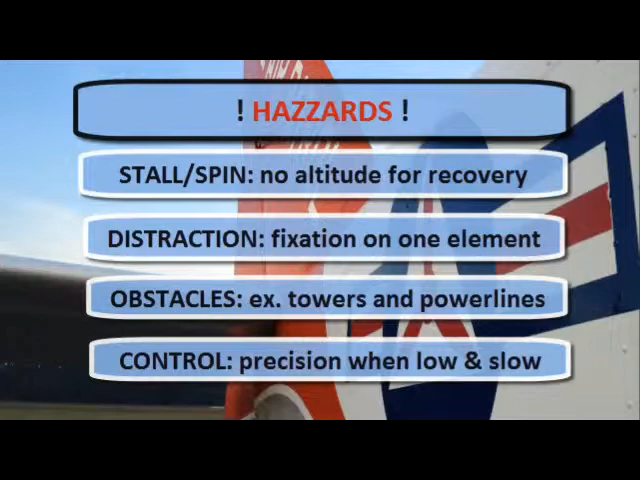 ! HAZZARDS !
STALL/SPIN: no altitude for recovery
DISTRACTION: fixation on one element
OBSTACLES: ex. towers and powerlines
CONTROL: precision when low & slow